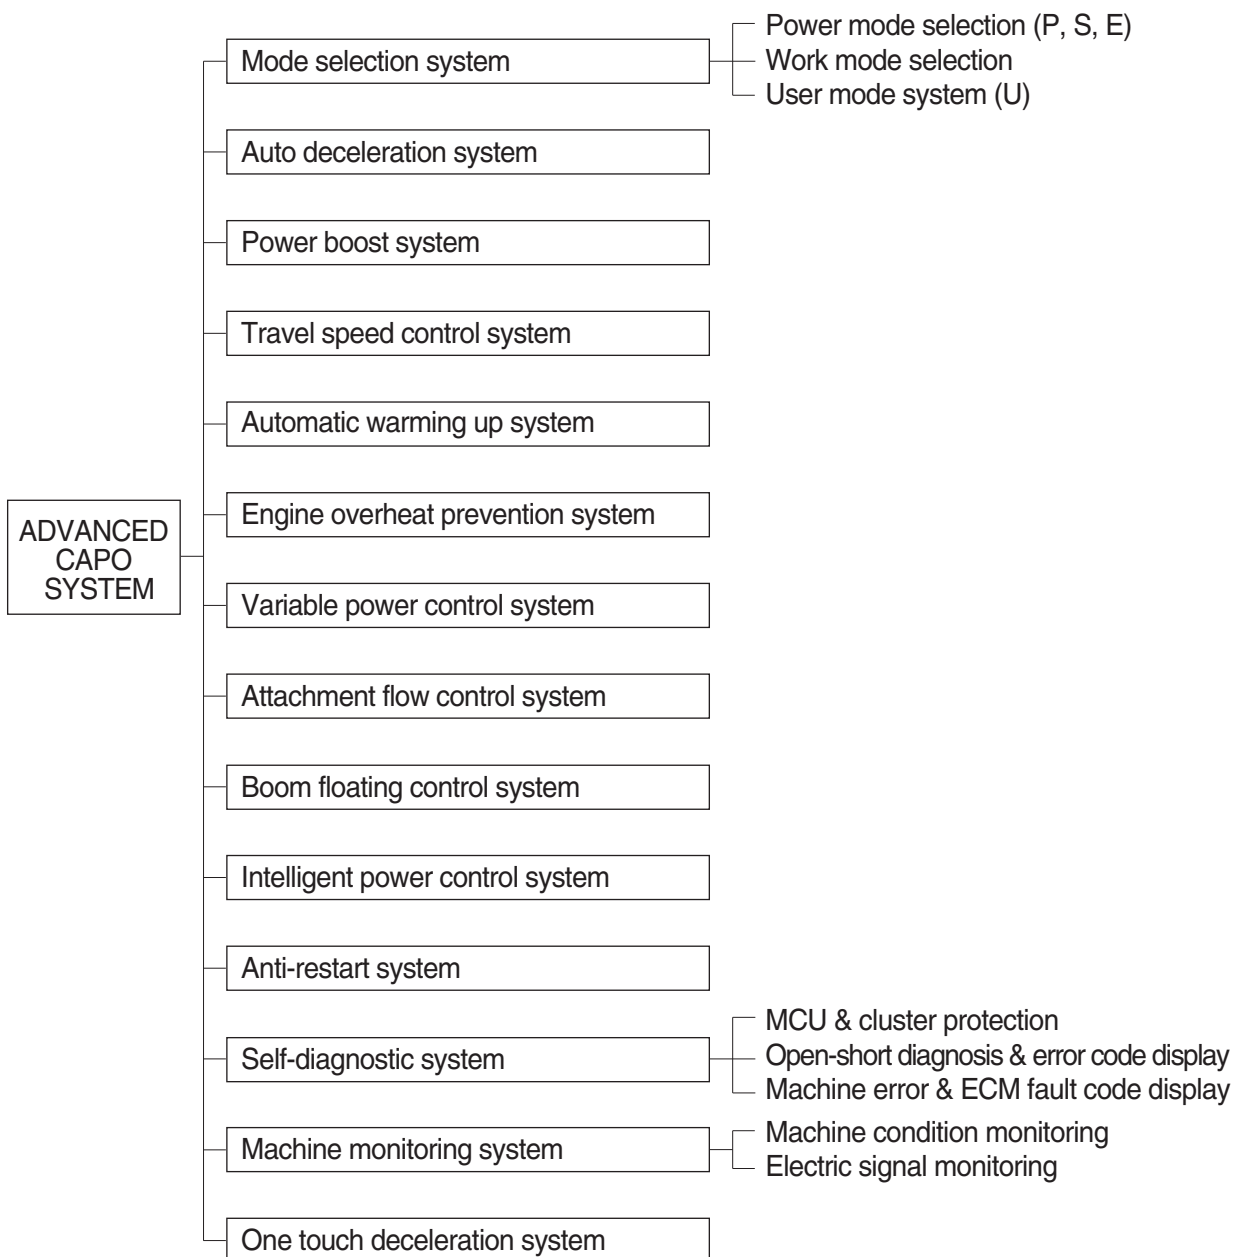 Power mode selection (P, S, E)
Mode selection system
Work mode selection
User mode system (U)
Auto deceleration system
Power boost system
Travel speed control system
Automatic warming up system
Engine overheat prevention system
ADVANCED
CAPO
SYSTEM
Variable power control system
Attachment flow control system
Boom floating control system
Intelligent power control system
Anti-restart system
MCU & cluster protection
Self-diagnostic system
Open-short diagnosis & error code display
Machine error & ECM fault code display
Machine monitoring system
Machine condition monitoring
Electric signal monitoring
One touch deceleration system